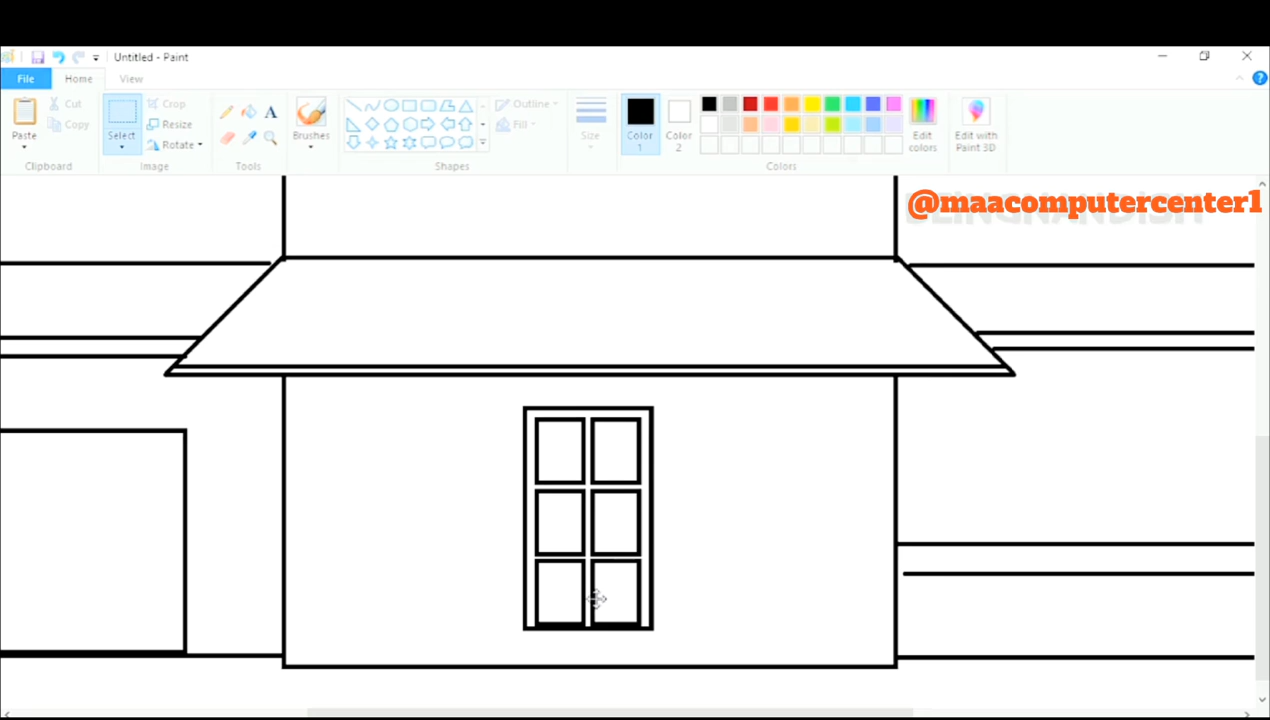 Untitled - Paint
File Home View
Paste
Cut
Copy
Clipboard
Select
Crop
Resize
Rotate
Image
A
Tools
Brushes
Shapes
Outline
Fill
Size
Color
1
Color
2
Edit
colors
Edit with
Paint 3D
Colors
@maacomputercenter1
BEINGNANDISH